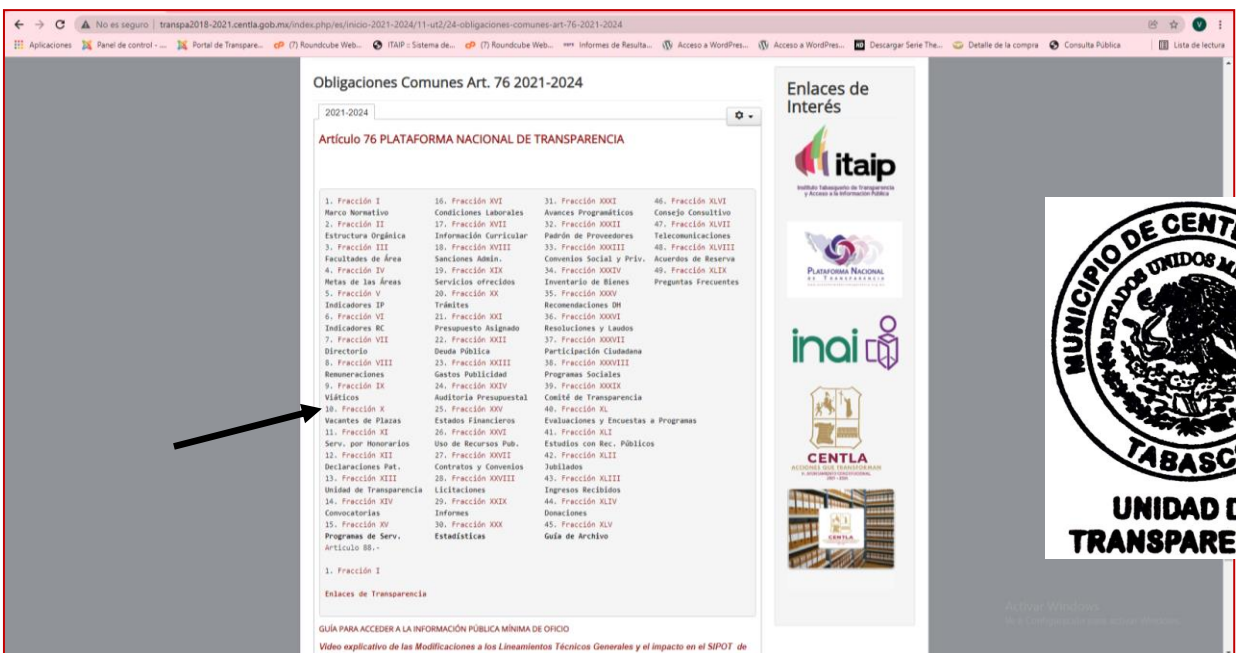 No es seguro | transpa2018-2021.centla.gob.mx/index.php/es/inicio-2021-2024/11-ut2/24-obligaciones-comunes-art-76-2021-2024
Aplicaciones Panel de control - ... Portal de Transpare... (7) Roundcube Web... ITAIP :: Sistema de... (7) Roundcube Web... Informes de Resulta... Acceso a WordPres... Acceso a WordPres... Descargar Serie The... Detalle de la compra Consulta Pública Lista de lectura
Obligaciones Comunes Art. 76 2021-2024
2021-2024
Artículo 76 PLATAFORMA NACIONAL DE TRANSPARENCIA
1. Fracción I
Marco Normativo
2. Fracción II
Estructura Orgánica
3. Fracción III
Facultades de Área
4. Fracción IV
Metas de las Áreas
5. Fracción V
Indicadores IP
6. Fracción VI
Indicadores RC
7. Fracción VII
Directorio
8. Fracción VIII
Remuneraciones
9. Fracción IX
Viáticos
10. Fracción X
Vacantes de Plazas
11. Fracción XI
Serv. por Honorarios
12. Fracción XII
Declaraciones Pat.
13. Fracción XIII
Unidad de Transparencia
14. Fracción XIV
Convocatorias
15. Fracción XV
Programas de Serv.
Artículo 88.-
1. Fracción I
Enlaces de Transparencia
16. Fracción XVI
Condiciones Laborales
17. Fracción XVII
Información Curricular
18. Fracción XVIII
Sanciones Admin.
19. Fracción XIX
Servicios ofrecidos
20. Fracción XX
Trámites
21. Fracción XXI
Presupuesto Asignado
22. Fracción XXII
Deuda Pública
23. Fracción XXIII
Gastos Publicidad
24. Fracción XXIV
Auditoría Presupuestal
25. Fracción XXV
Estados Financieros
26. Fracción XXVI
Uso de Recursos Pub.
27. Fracción XXVII
Contratos y Convenios
28. Fracción XXVIII
Licitaciones
29. Fracción XXIX
Informes
30. Fracción XXX
Estadísticas
31. Fracción XXXI
Avances Programáticos
32. Fracción XXXII
Padrón de Proveedores
33. Fracción XXXIII
Convenios Social y Priv.
34. Fracción XXXIV
Inventario de Bienes
35. Fracción XXXV
Recomendaciones DH
36. Fracción XXXVI
Resoluciones y Laudos
37. Fracción XXXVII
Participación Ciudadana
38. Fracción XXXVIII
Programas Sociales
39. Fracción XXXIX
Comité de Transparencia
40. Fracción XL
Evaluaciones y Encuestas a Programas
41. Fracción XLI
Estudios con Rec. Públicos
42. Fracción XLII
Jubilados
43. Fracción XLIII
Ingresos Recibidos
44. Fracción XLIV
Donaciones
45. Fracción XLV
Guía de Archivo
46. Fracción XLVI
Consejo Consultivo
47. Fracción XLVII
Telecomunicaciones
48. Fracción XLVIII
Acuerdos de Reserva
49. Fracción XLIX
Preguntas Frecuentes
GUÍA PARA ACCEDER A LA INFORMACIÓN PÚBLICA MÍNIMA DE OFICIO
Video explicativo de las Modificaciones a los Lineamientos Técnicos Generales y el impacto en el SIPOT de
Enlaces de
Interés
itaip
Instituto Tabasqueño de Transparencia
y Acceso a la Información Pública
PLATAFORMA NACIONAL
DE TRANSPARENCIA
inai
CENTLA
ACCIONES QUE TRANSFORMAN
CENTLA
MUNICIPIO DE CENT
ESTADOS UNIDOS M
TABASC
UNIDAD D
TRANSPARE
Activar Windows